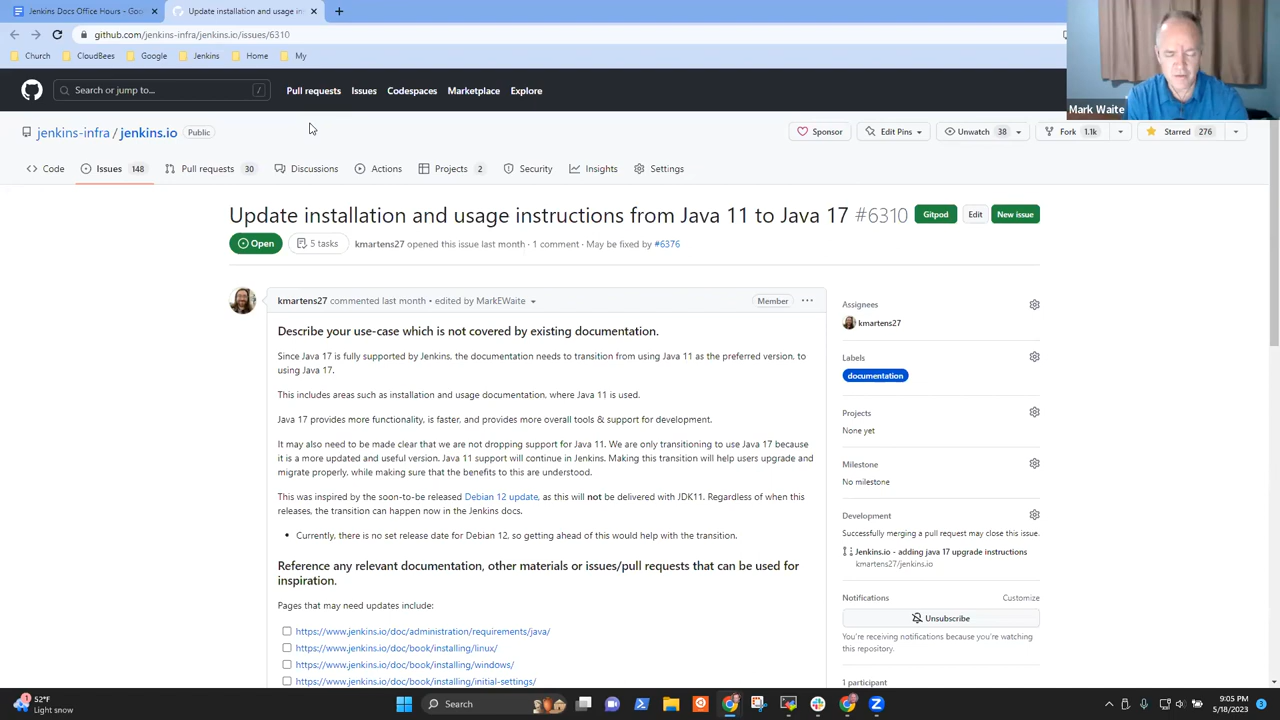 Jenkins Docs Office Hours - Goo
Update installation and usage ins
github.com/jenkins-infra/jenkins.io/issues/6310
Church
CloudBees
Google
Jenkins
Home
My
Search or jump to...
/
Pull requests
Issues
Codespaces
Marketplace
Explore
Mark Waite
jenkins-infra / jenkins.io
Public
Sponsor
Edit Pins
Unwatch 38
Fork 1.1k
Starred 276
Code
Issues 148
Pull requests 30
Discussions
Actions
Projects 2
Security
Insights
Settings
Update installation and usage instructions from Java 11 to Java 17 #6310
Gitpod
Edit
New issue
Open
5 tasks
kmartens27 opened this issue last month · 1 comment · May be fixed by #6376
kmartens27 commented last month • edited by MarkEWaite
Member
Describe your use-case which is not covered by existing documentation.
Since Java 17 is fully supported by Jenkins, the documentation needs to transition from using Java 11 as the preferred version, to
using Java 17.
This includes areas such as installation and usage documentation, where Java 11 is used.
Java 17 provides more functionality, is faster, and provides more overall tools & support for development.
It may also need to be made clear that we are not dropping support for Java 11. We are only transitioning to use Java 17 because
it is a more updated and useful version. Java 11 support will continue in Jenkins. Making this transition will help users upgrade and
migrate properly, while making sure that the benefits to this are understood.
This was inspired by the soon-to-be released Debian 12 update, as this will not be delivered with JDK11. Regardless of when this
releases, the transition can happen now in the Jenkins docs.
• Currently, there is no set release date for Debian 12, so getting ahead of this would help with the transition.
Reference any relevant documentation, other materials or issues/pull requests that can be used for
inspiration.
Pages that may need updates include:
https://www.jenkins.io/doc/administration/requirements/java/
https://www.jenkins.io/doc/book/installing/linux/
https://www.jenkins.io/doc/book/installing/windows/
https://www.jenkins.io/doc/book/installing/initial-settings/
Assignees
kmartens27
Labels
documentation
Projects
None yet
Milestone
No milestone
Development
Successfully merging a pull request may close this issue.
Jenkins.io - adding java 17 upgrade instructions
kmartens27/jenkins.io
Notifications
Customize
Unsubscribe
You're receiving notifications because you're watching
this repository.
1 participant
52°F
Light snow
Search
9:05 PM
5/18/2023
3